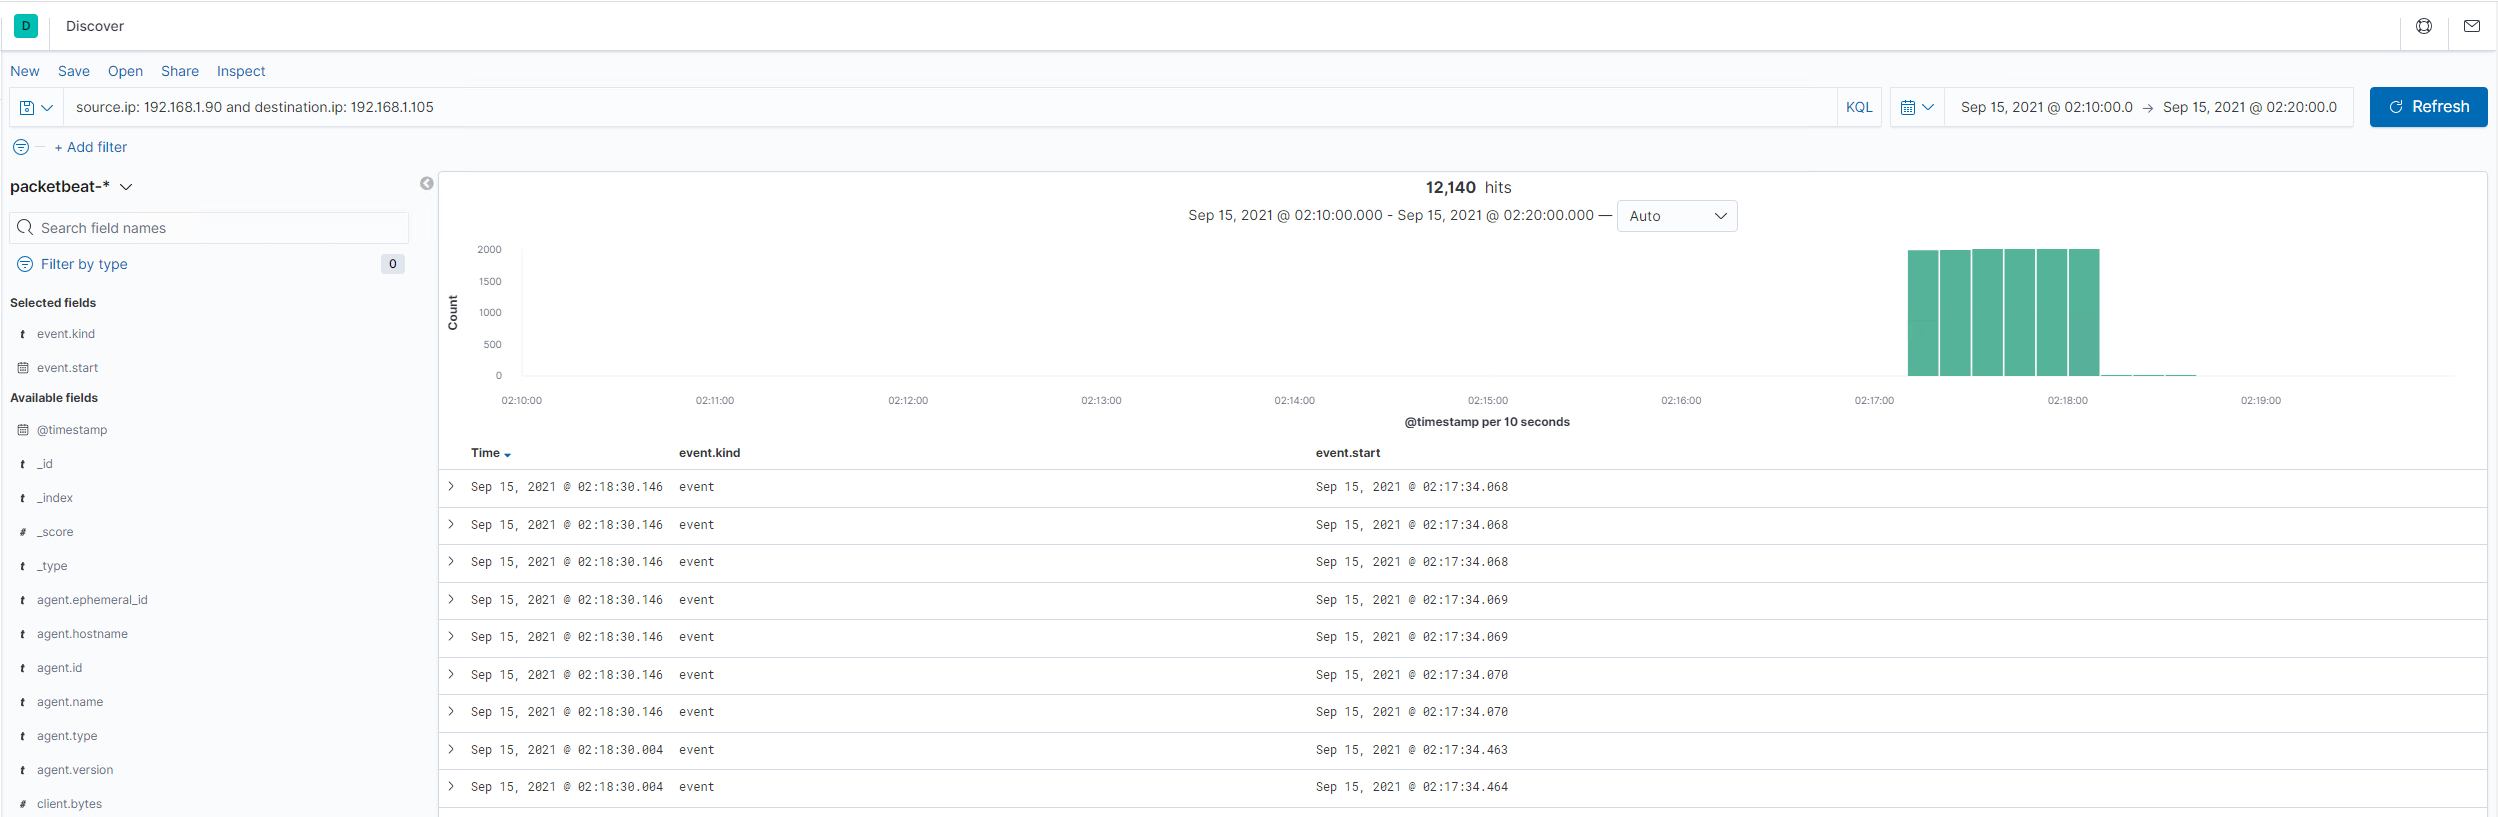 D Discover
New Save Open Share Inspect
source.ip: 192.168.1.90 and destination.ip: 192.168.1.105 KQL Sep 15, 2021 @ 02:10:00.0 → Sep 15, 2021 @ 02:20:00.0 Refresh
+ Add filter
packetbeat-*
Search field names
Filter by type 0
Selected fields
t event.kind
event.start
Available fields
@timestamp
t _id
t _index
# _score
t _type
t agent.ephemeral_id
t agent.hostname
t agent.id
t agent.name
t agent.type
t agent.version
# client.bytes
12,140 hits
Sep 15, 2021 @ 02:10:00.000 - Sep 15, 2021 @ 02:20:00.000 — Auto
Count
2000
1500
1000
500
0
02:10:00 02:11:00 02:12:00 02:13:00 02:14:00 02:15:00 02:16:00 02:17:00 02:18:00 02:19:00
@timestamp per 10 seconds
Time event.kind event.start
Sep 15, 2021 @ 02:18:30.146 event Sep 15, 2021 @ 02:17:34.068
Sep 15, 2021 @ 02:18:30.146 event Sep 15, 2021 @ 02:17:34.068
Sep 15, 2021 @ 02:18:30.146 event Sep 15, 2021 @ 02:17:34.068
Sep 15, 2021 @ 02:18:30.146 event Sep 15, 2021 @ 02:17:34.069
Sep 15, 2021 @ 02:18:30.146 event Sep 15, 2021 @ 02:17:34.069
Sep 15, 2021 @ 02:18:30.146 event Sep 15, 2021 @ 02:17:34.070
Sep 15, 2021 @ 02:18:30.146 event Sep 15, 2021 @ 02:17:34.070
Sep 15, 2021 @ 02:18:30.004 event Sep 15, 2021 @ 02:17:34.463
Sep 15, 2021 @ 02:18:30.004 event Sep 15, 2021 @ 02:17:34.464